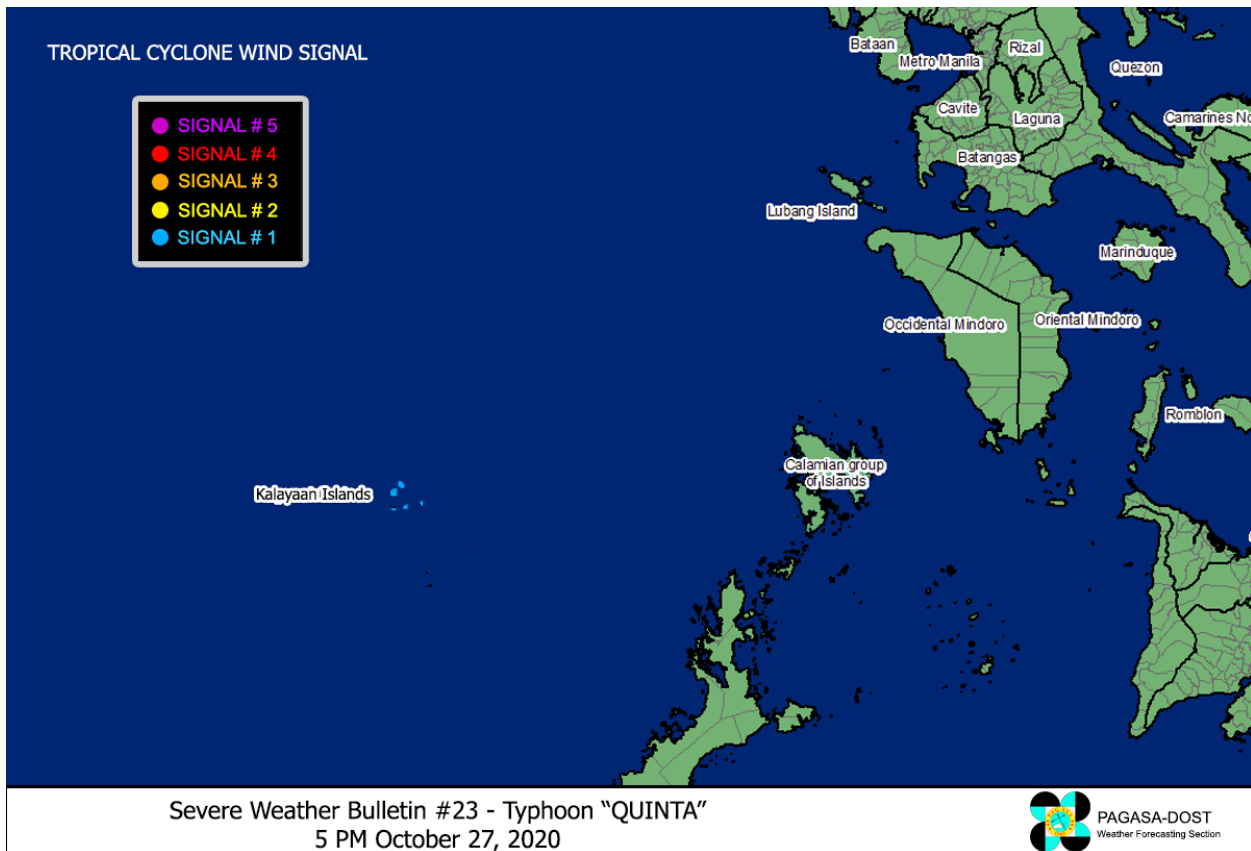 TROPICAL CYCLONE WIND SIGNAL
SIGNAL # 5
SIGNAL # 4
SIGNAL # 3
SIGNAL # 2
SIGNAL # 1
Bataan
Metro Manila
Rizal
Quezon
Cavite
Laguna
Camarines No
Batangas
Lubang Island
Marinduque
Occidental Mindoro
Oriental Mindoro
Romblon
Calamian group
of Islands
Kalayaan Islands
Severe Weather Bulletin #23 - Typhoon “QUINTA”
5 PM October 27, 2020
PAGASA-DOST
Weather Forecasting Section